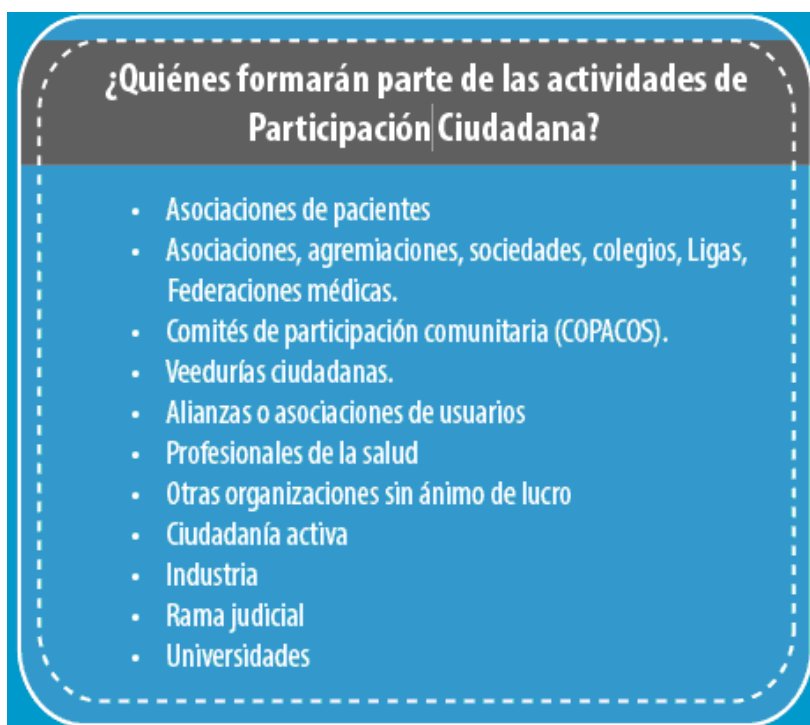 ¿Quiénes formarán parte de las actividades de
Participación Ciudadana?
• Asociaciones de pacientes
• Asociaciones, agremiaciones, sociedades, colegios, Ligas,
Federaciones médicas.
• Comités de participación comunitaria (COPACOS).
• Veedurías ciudadanas.
• Alianzas o asociaciones de usuarios
• Profesionales de la salud
• Otras organizaciones sin ánimo de lucro
• Ciudadanía activa
• Industria
• Rama judicial
• Universidades